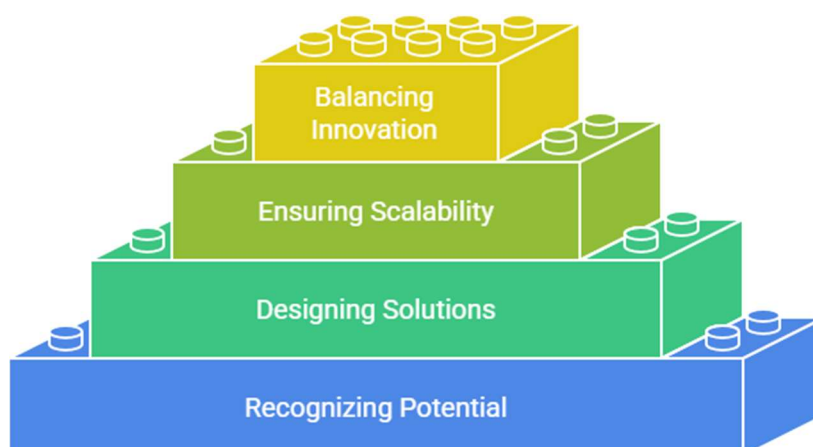 Balancing
Innovation
Ensuring Scalability
Designing Solutions
Recognizing Potential